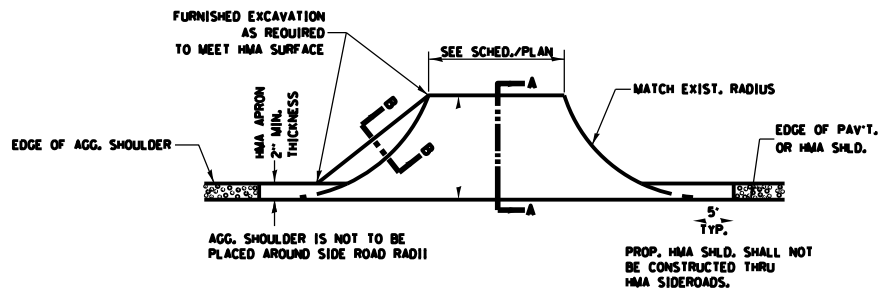 FURNISHED EXCAVATION
AS REQUIRED
TO MEET HMA SURFACE
SEE SCHED./PLAN
A
MATCH EXIST. RADIUS
B
HMA APRON
2" MIN.
THICKNESS
EDGE OF AGG. SHOULDER
B
EDGE OF PAV'T.
OR HMA SHLD.
A
5'
TYP.
AGG. SHOULDER IS NOT TO BE
PLACED AROUND SIDE ROAD RADII
PROP. HMA SHLD. SHALL NOT
BE CONSTRUCTED THRU
HMA SIDEROADS.